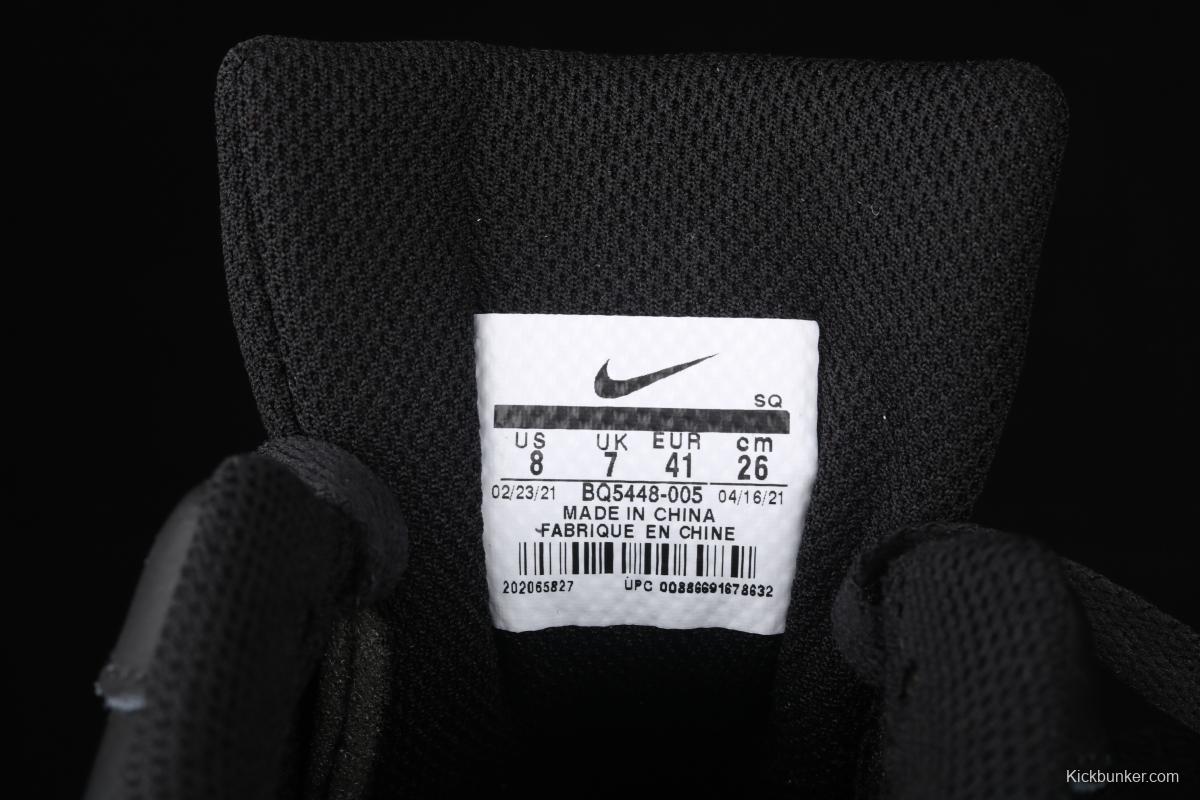 SQ
US UK EUR cm
8 7 41 26
02/23/21 BQ5448-005 04/16/21
MADE IN CHINA
FABRIQUE EN CHINE
202065827 UPC 00886691678632
Kickbunker.com